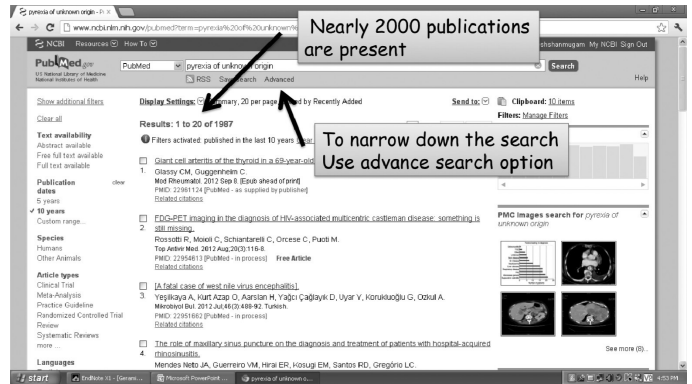 pyrexia of unknown origin - P
www.ncbi.nlm.nih.gov/pubmed?term=pyrexia%20of%20unknown%
Nearly 2000 publications
are present
NCBI Resources How To
My NCBI Sign Out
PubMed.gov
US National Library of Medicine
National Institutes of Health
PubMed
pyrexia of unknown origin
Search
RSS Save search Advanced
Help
Show additional filters
Clear all
Text availability
Abstract available
Free full text available
Full text available
Publication dates clear
5 years
✓ 10 years
Custom range...
Species
Humans
Other Animals
Article types
Clinical Trial
Meta-Analysis
Practice Guideline
Randomized Controlled Trial
Review
Systematic Reviews
more ...
Languages
Display Settings: Summary, 20 per page, Sorted by Recently Added
Send to:
Results: 1 to 20 of 1987
Filters activated: published in the last 10 years
To narrow down the search
Use advance search option
Giant cell arteritis of the thyroid in a 69-year-old
1. Glassy CM, Guggenheim C.
Mod Rheumatol. 2012 Sep 8. [Epub ahead of print]
PMID: 22961124 [PubMed - as supplied by publisher]
Related citations
FDG-PET imaging in the diagnosis of HIV-associated multicentric castleman disease: something is
2. still missing.
Rossotti R, Moioli C, Schiantarelli C, Orcese C, Puoti M.
Top Antivir Med. 2012 Aug;20(3):116-8.
PMID: 22954613 [PubMed - in process] Free Article
Related citations
[A fatal case of west nile virus encephalitis].
3. Yeşilkaya A, Kurt Azap O, Aarslan H, Yağcı Çağlayık D, Uyar V, Korukluoğlu G, Ozkul A.
Mikrobiyol Bul. 2012 Jul;46(3):488-92. Turkish.
PMID: 22951662 [PubMed - in process]
Related citations
The role of maxillary sinus puncture on the diagnosis and treatment of patients with hospital-acquired
4. rhinosinusitis.
Mendes Neto JA, Guerreiro VM, Hirai ER, Kosugi EM, Santos RD, Gregório LC.
Clipboard: 10 items
Filters: Manage Filters
PMC Images search for pyrexia of
unknown origin
See more (8)...
start
EndNote X1 - [Genani...
Microsoft PowerPoint ...
pyrexia of unknown o...
4:53 PM